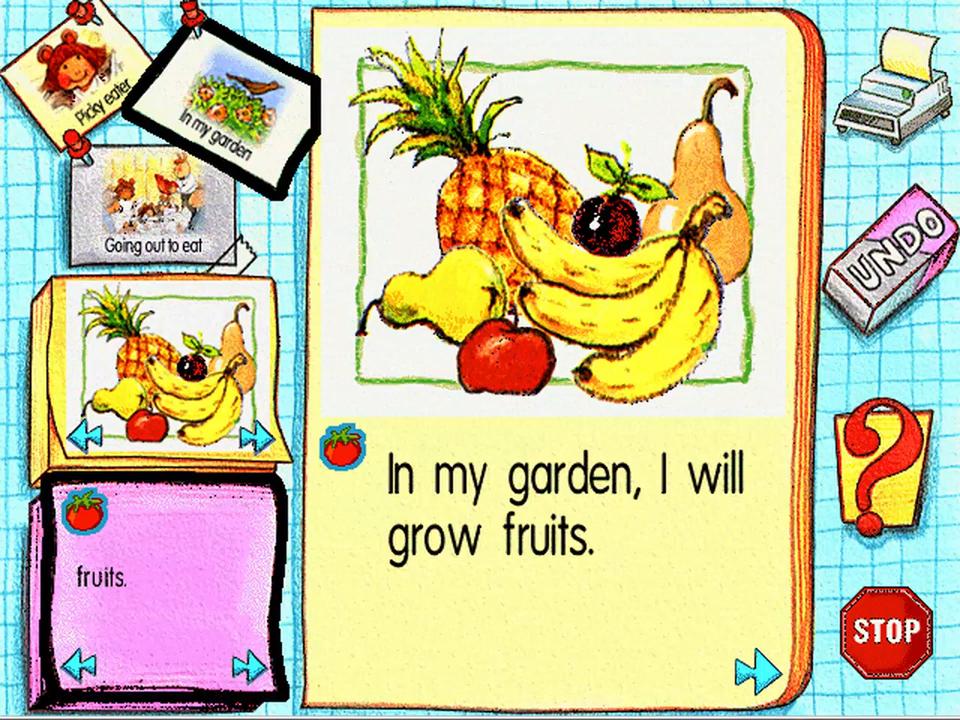 Picky eater
In my garden
Going out to eat
fruits.
In my garden, I will
grow fruits.
UNDO
?
STOP